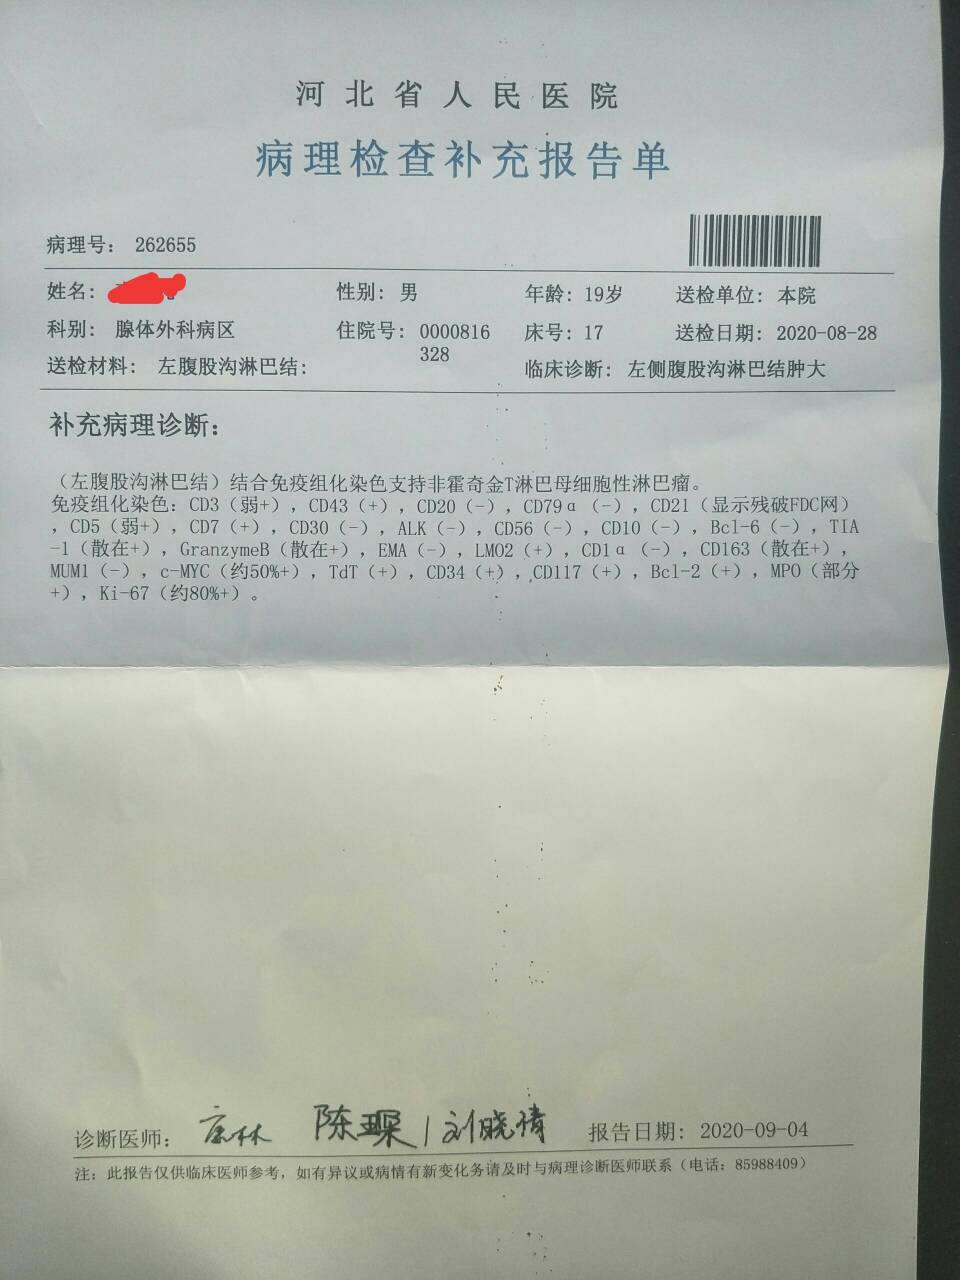 河北省人民医院
病理检查补充报告单
病理号： 262655
姓名： 性别：男 年龄：19岁 送检单位：本院
科别：腺体外科病区 住院号：0000816328 床号：17 送检日期：2020-08-28
送检材料： 左腹股沟淋巴结： 临床诊断：左侧腹股沟淋巴结肿大
补充病理诊断：
（左腹股沟淋巴结）结合免疫组化染色支持非霍奇金T淋巴母细胞性淋巴瘤。
免疫组化染色：CD3（弱+），CD43（+），CD20（-），CD79α（-），CD21（显示残破FDC网）
，CD5（弱+），CD7（+），CD30（-），ALK（-），CD56（-），CD10（-），Bcl-6（-），TIA
-1（散在+），GranzymeB（散在+），EMA（-），LMO2（+），CD1α（-），CD163（散在+），
MUM1（-），c-MYC（约50%+），TdT（+），CD34（+），CD117（+），Bcl-2（+），MPO（部分
+），Ki-67（约80%+）。
诊断医师： 陈琛/刘晓倩 报告日期：2020-09-04
注：此报告仅供临床医师参考，如有异议或病情有新变化务请及时与病理诊断医师联系（电话：85988409）